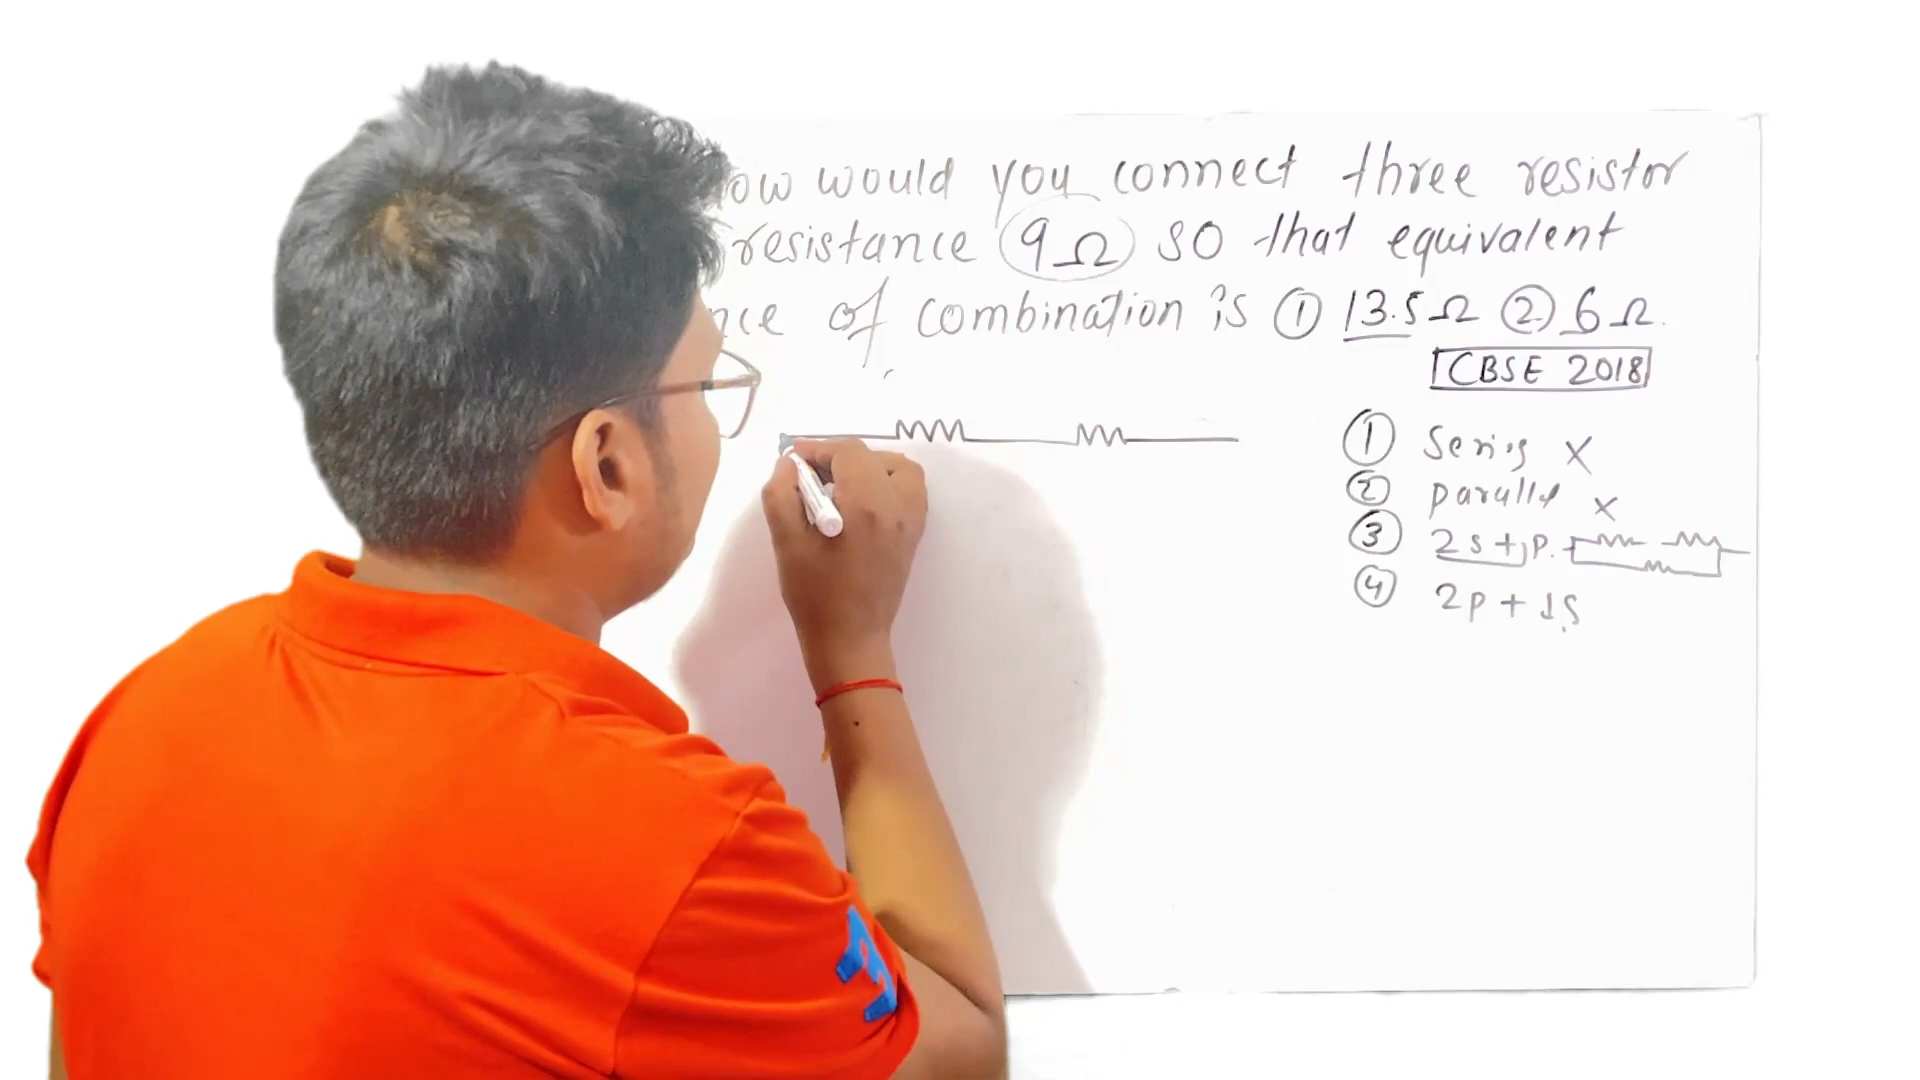 ow would you connect three resistor
resistance 9Ω so that equivalent
nce of combination is ① 13.5Ω ② 6Ω.
CBSE 2018
① Series X
② parallel X
③ 2s + 1p.
④ 2p + 1s